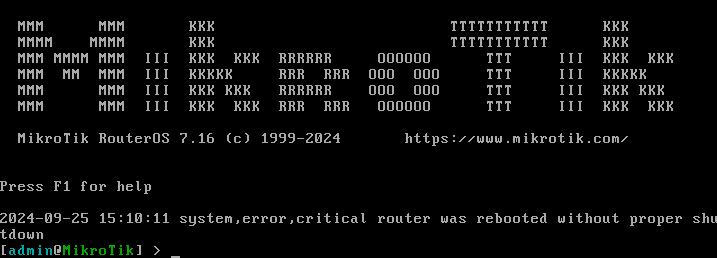 MMM      MMM       KKK                          TTTTTTTTTTT      KKK
MMMM    MMMM       KKK                          TTTTTTTTTTT      KKK
MMM MMMM MMM  III  KKK  KKK  RRRRRR     OOOOOO      TTT     III  KKK  KKK
MMM  MM  MMM  III  KKKKK     RRR  RRR  OOO  OOO     TTT     III  KKKKK
MMM      MMM  III  KKK KKK   RRRRRR    OOO  OOO     TTT     III  KKK KKK
MMM      MMM  III  KKK  KKK  RRR  RRR   OOOOOO      TTT     III  KKK  KKK
MikroTik RouterOS 7.16 (c) 1999-2024       https://www.mikrotik.com/
Press F1 for help
2024-09-25 15:10:11 system,error,critical router was rebooted without proper shu
tdown
[admin@MikroTik] > _